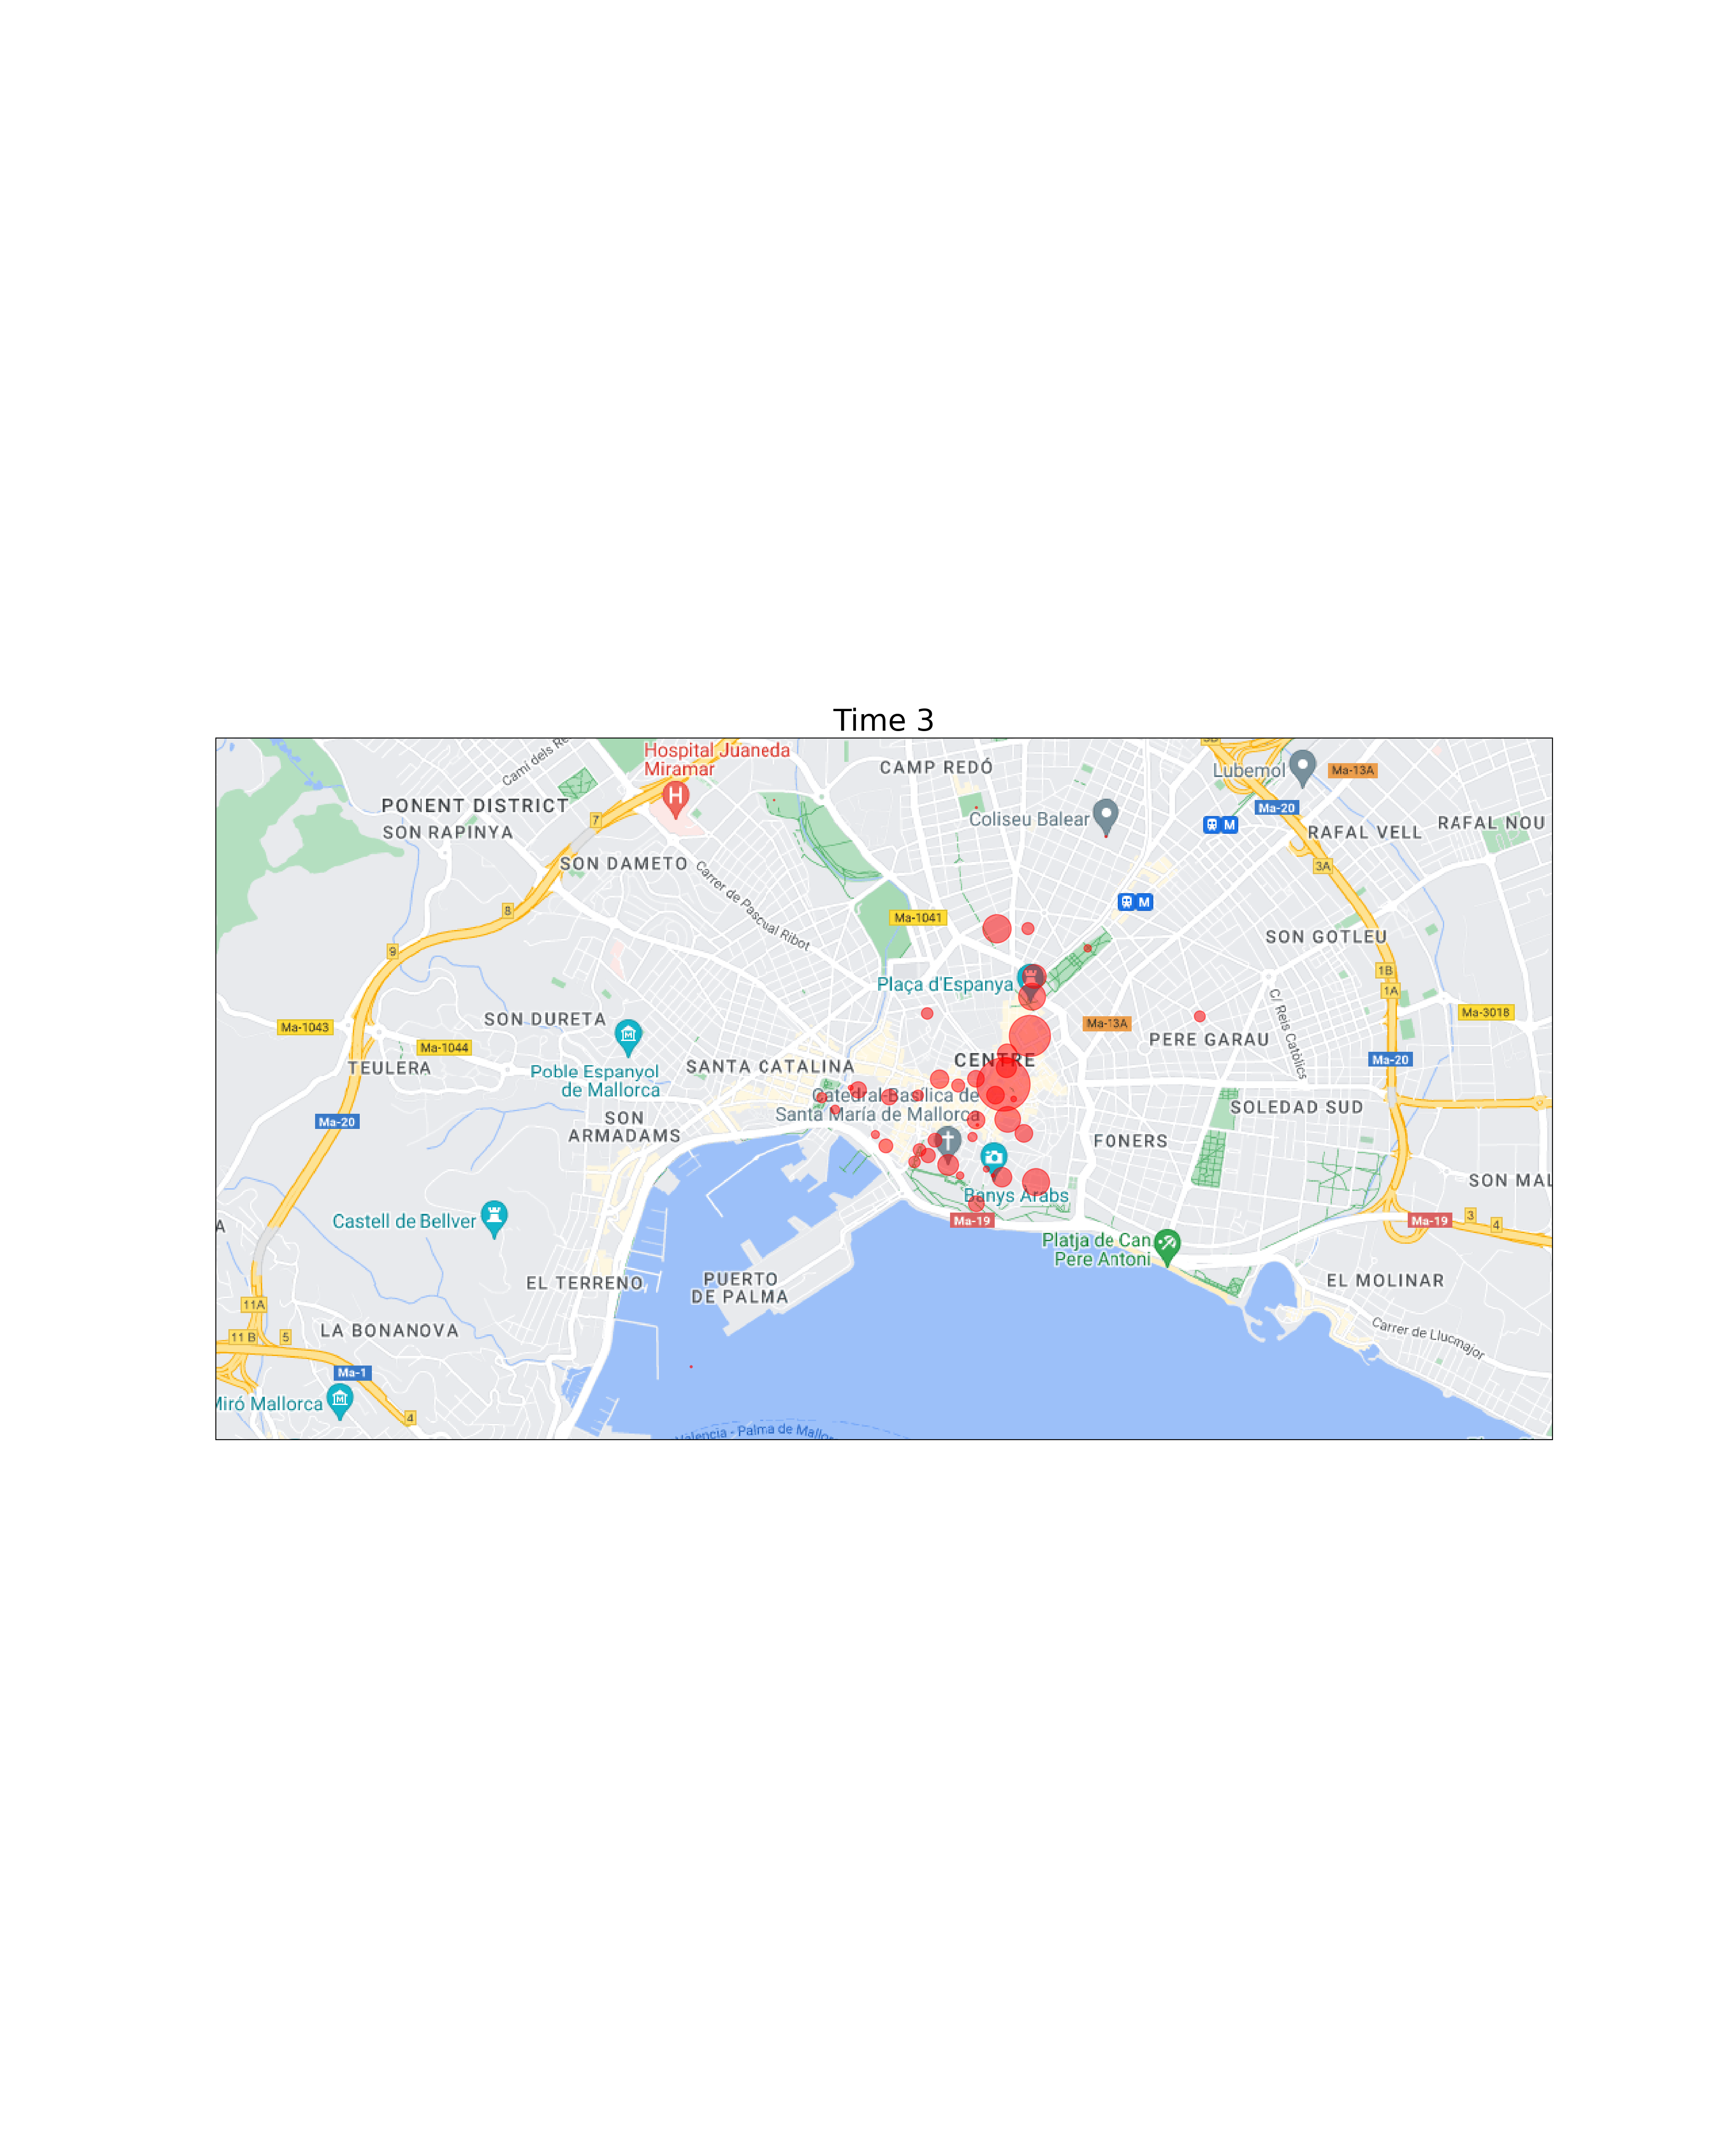 Time 3
Hospital Juaneda
Miramar
Camí dels Re
CAMP REDÓ
Lubemol
Ma-13A
PONENT DISTRICT
SON RAPINYA
7
Coliseu Balear
Ma-20
RAFAL VELL
RAFAL NOU
M
SON DAMETO
Carrer de Pascual Ribot
3A
8
M
Ma-1041
9
SON GOTLEU
1B
1A
Plaça d'Espanya
C/ Reis Catòlics
Ma-3018
SON DURETA
Ma-1043
Ma-13A
PERE GARAU
Ma-1044
TEULERA
Poble Espanyol
de Mallorca
SANTA CATALINA
CENTRE
Ma-20
Catedral-Basílica de
Santa María de Mallorca
SOLEDAD SUD
Ma-20
SON
ARMADAMS
FONERS
SON MAL
Banys Àrabs
Castell de Bellver
Ma-19
Ma-19
3
4
A
Platja de Can
Pere Antoni
EL TERRENO
PUERTO
DE PALMA
EL MOLINAR
11A
11 B
5
LA BONANOVA
Carrer de Llucmajor
Ma-1
Miró Mallorca
4
Valencia - Palma de Mallor